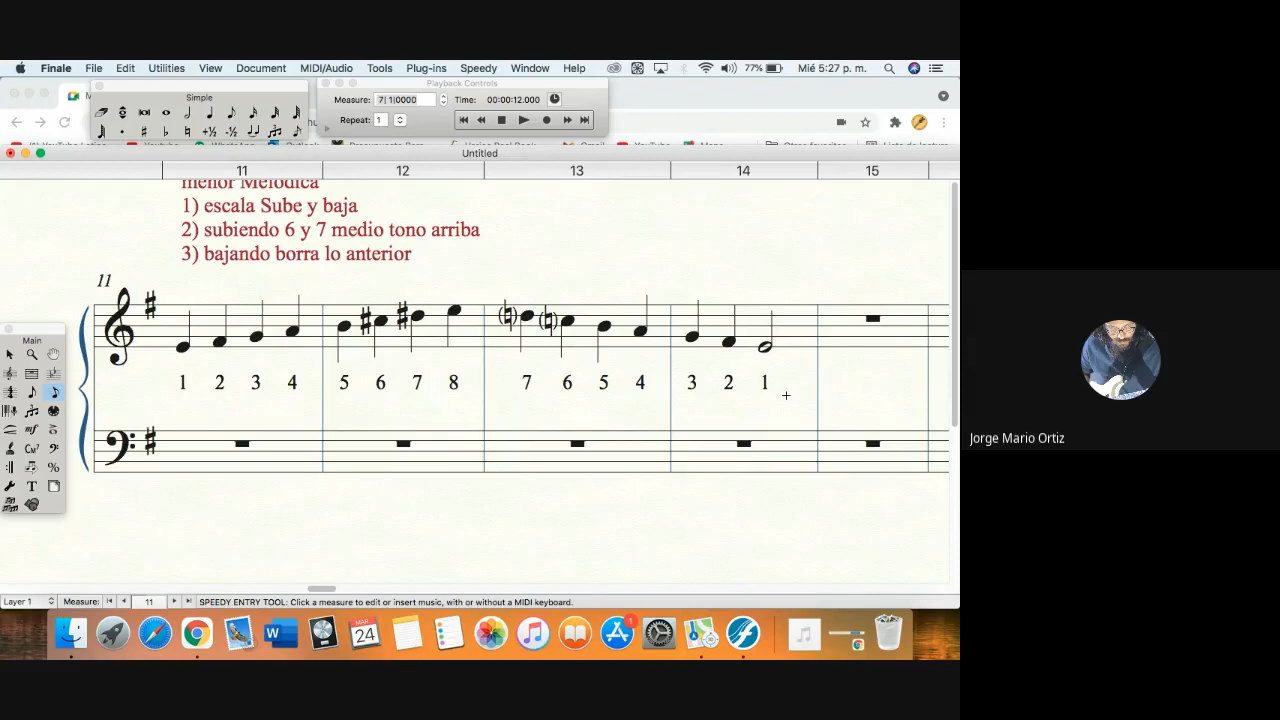 Finale File Edit Utilities View Document MIDI/Audio Tools Plug-ins Speedy Window Help 77% Mié 5:27 p. m.
Simple
Playback Controls
Measure: 7| 1|0000 Time: 00:00:12.000
Repeat: 1
Untitled
11 12 13 14 15
menor Melodica
1) escala Sube y baja
2) subiendo 6 y 7 medio tono arriba
3) bajando borra lo anterior
11
Main
1 2 3 4 5 6 7 8 7 6 5 4 3 2 1
Jorge Mario Ortiz
Layer 1 Measure: 11 SPEEDY ENTRY TOOL: Click a measure to edit or insert music, with or without a MIDI keyboard.
MAR
24